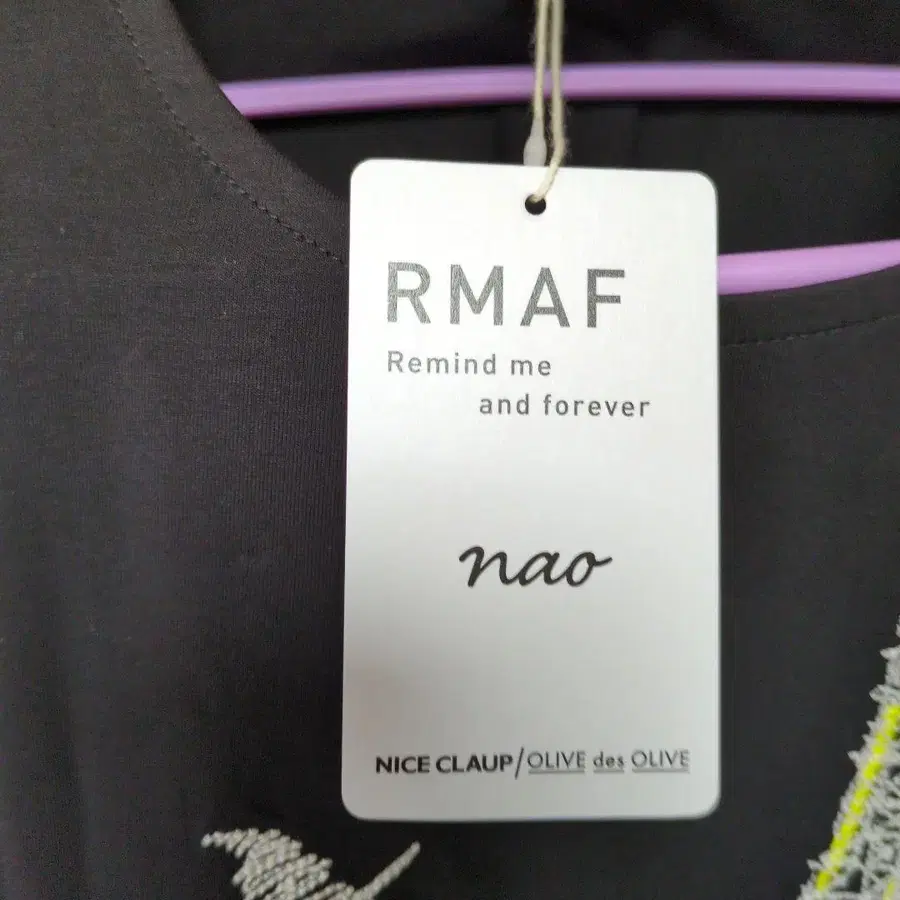 RMAF
Remind me
and forever
nao
NICE CLAUP/OLIVE des OLIVE